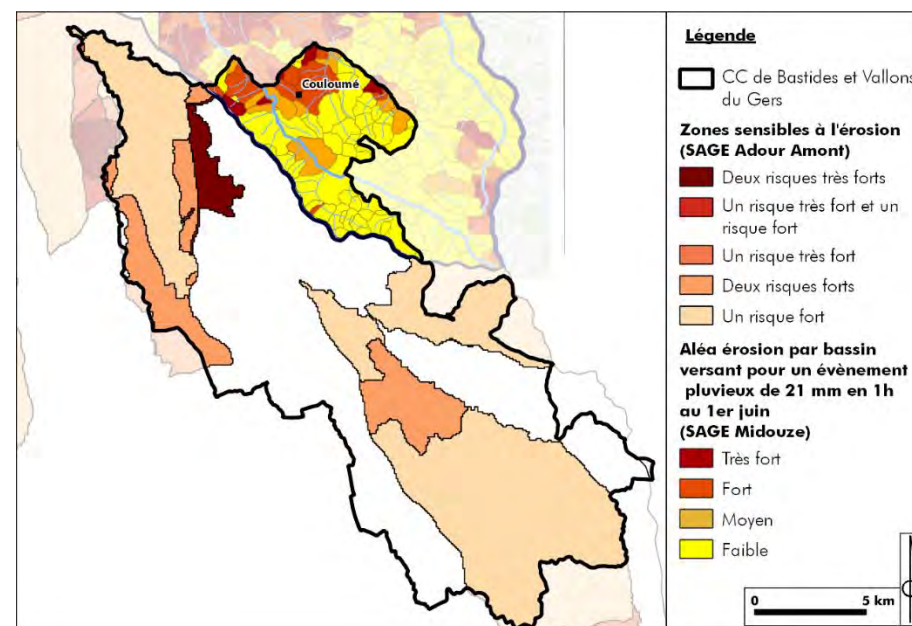 Couloumé
Légende
CC de Bastides et Vallons
du Gers
Zones sensibles à l'érosion
(SAGE Adour Amont)
Deux risques très forts
Un risque très fort et un
risque fort
Un risque très fort
Deux risques forts
Un risque fort
Aléa érosion par bassin
versant pour un évènement
pluvieux de 21 mm en 1h
au 1er juin
(SAGE Midouze)
Très fort
Fort
Moyen
Faible
0 5 km